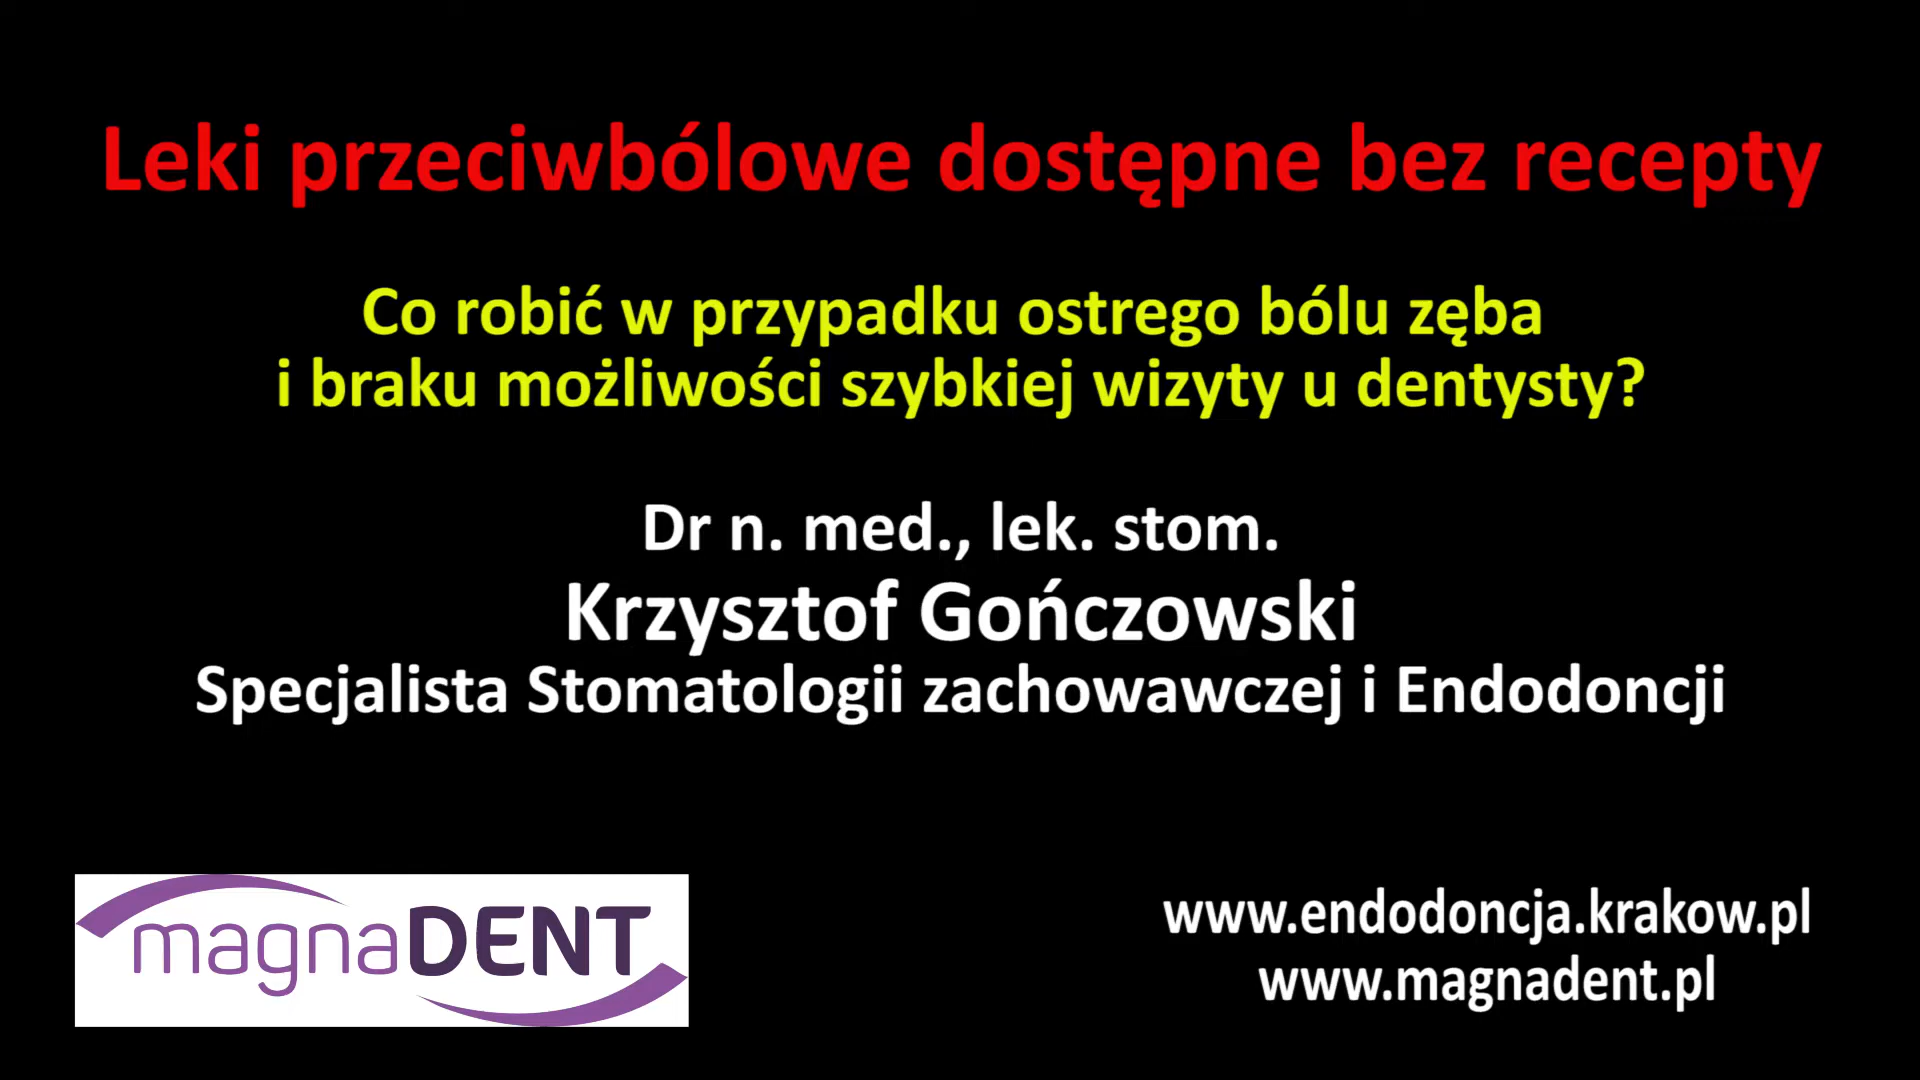 Leki przeciwbólowe dostępne bez recepty
Co robić w przypadku ostrego bólu zęba
i braku możliwości szybkiej wizyty u dentysty?
Dr n. med., lek. stom.
Krzysztof Gończowski
Specjalista Stomatologii zachowawczej i Endodoncji
magnaDENT
www.endodoncja.krakow.pl
www.magnadent.pl